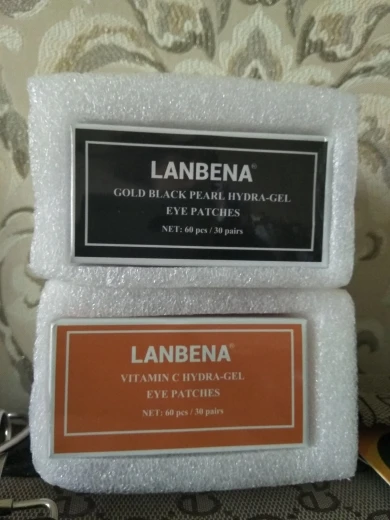 LANBENA®
GOLD BLACK PEARL HYDRA-GEL
EYE PATCHES
NET: 60 pcs / 30 pairs
LANBENA®
VITAMIN C HYDRA-GEL
EYE PATCHES
NET: 60 pcs / 30 pairs